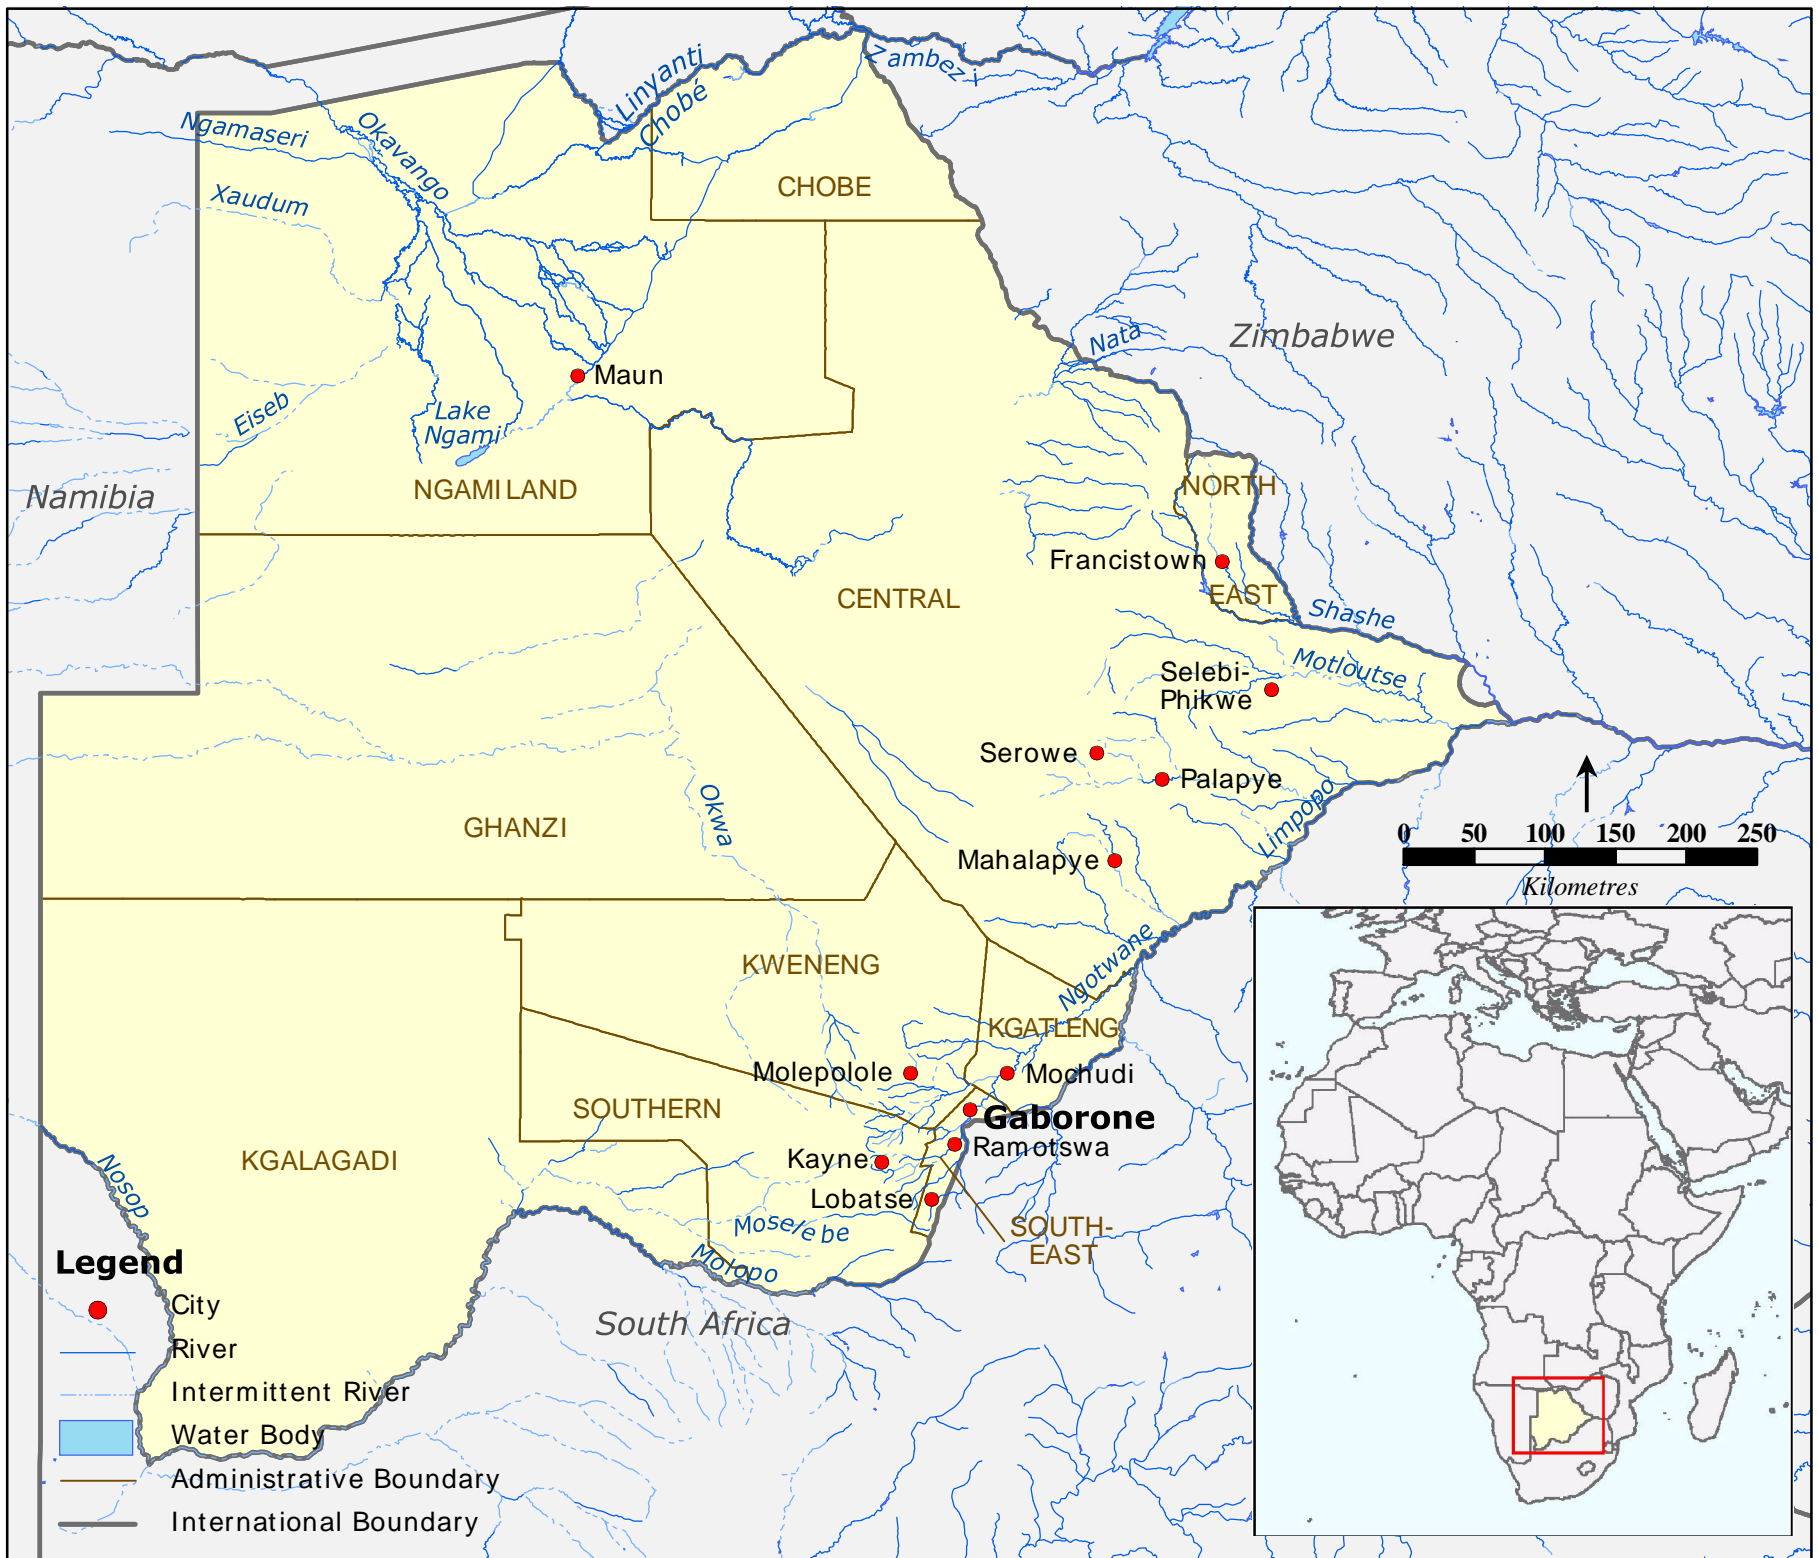 Linyanti
Zambezi
Chobé
Ngamaseri
Okavango
Xaudum
CHOBE
Zimbabwe
Nata
Maun
Eiseb
Lake
Ngami
NGAMILAND
Namibia
NORTH
EAST
Francistown
CENTRAL
Shashe
Motloutse
Selebi-
Phikwe
Serowe
Palapye
Okwa
Limpopo
GHANZI
Mahalapye
0 50 100 150 200 250
Kilometres
KWENENG
Ngotwane
KGATLENG
Molepolole
Mochudi
SOUTHERN
Gaborone
Ramotswa
KGALAGADI
Kayne
Lobatse
Nosop
Moselebe
SOUTH-
EAST
Molopo
South Africa
Legend
City
River
Intermittent River
Water Body
Administrative Boundary
International Boundary